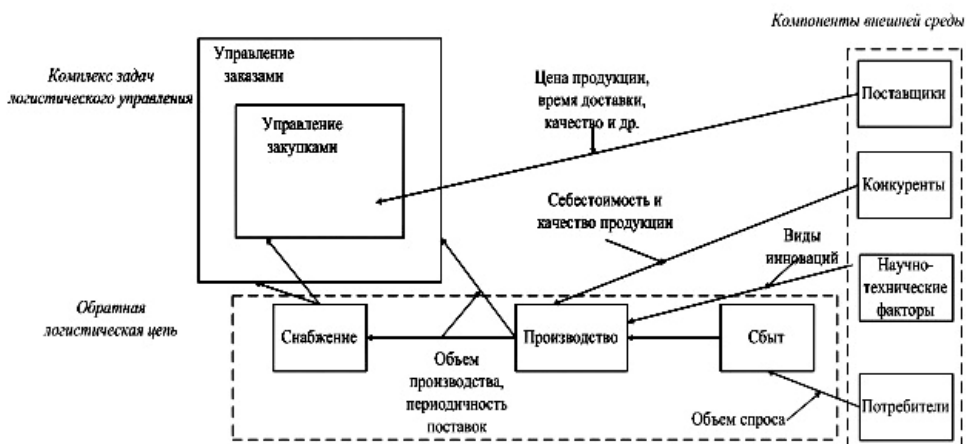 Компоненты внешней среды
Комплекс задач
логистического управления
Управление
заказами
Управление
закупками
Цена продукции,
время доставки,
качество и др.
Поставщики
Себестоимость и
качество продукции
Конкуренты
Виды
инноваций
Научно-
технические
факторы
Обратная
логистическая цепь
Снабжение
Производство
Сбыт
Объем
производства,
периодичность
поставок
Объем спроса
Потребители